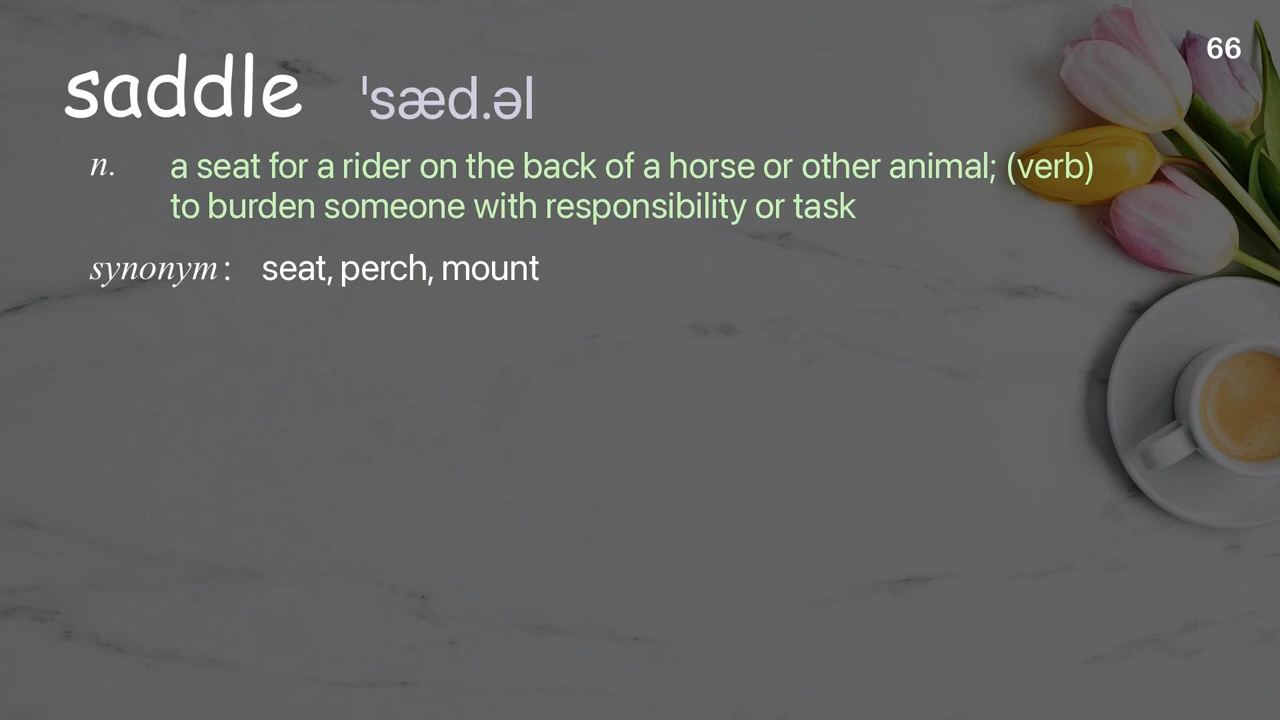 66
saddle ˈsæd.əl
n. a seat for a rider on the back of a horse or other animal; (verb)
to burden someone with responsibility or task
synonym: seat, perch, mount